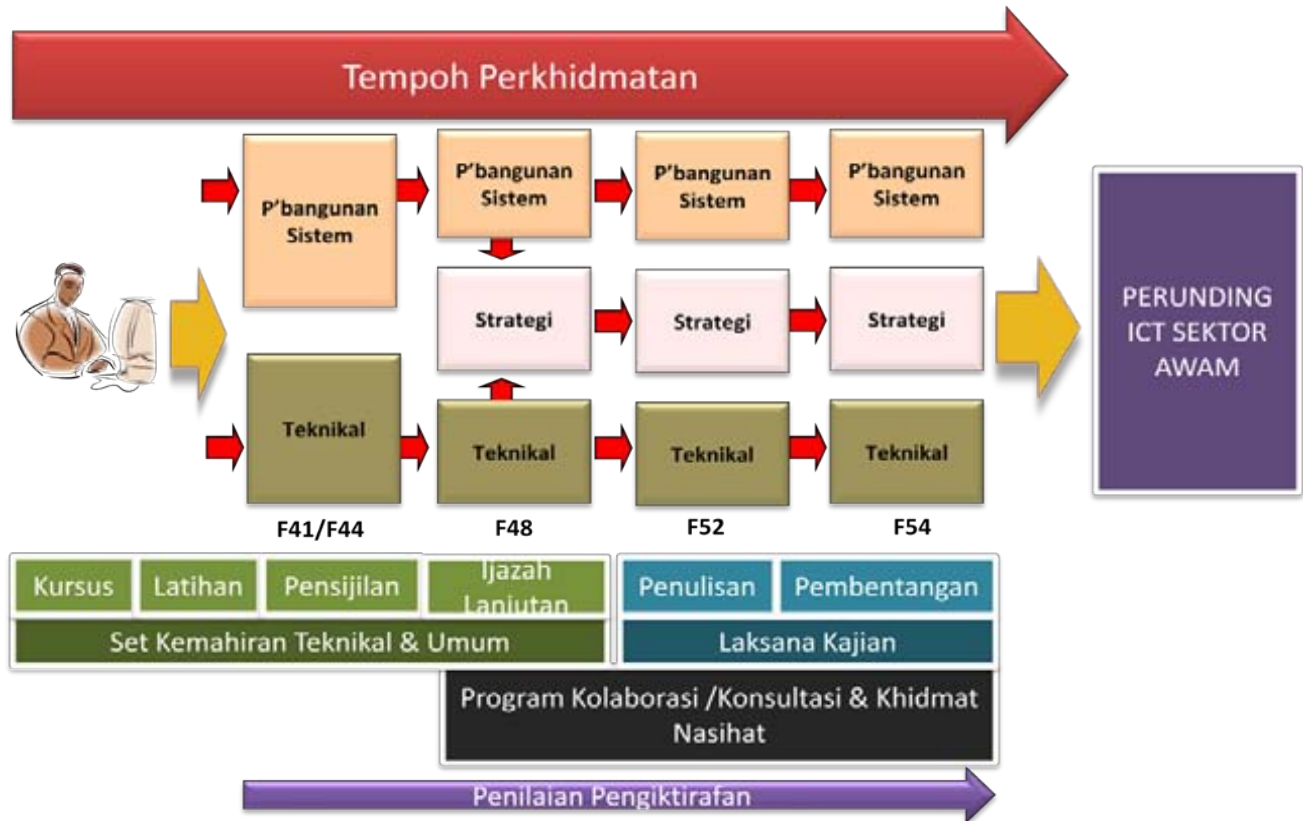 Tempoh Perkhidmatan
P'bangunan
Sistem
P'bangunan
Sistem
P'bangunan
Sistem
P'bangunan
Sistem
Strategi
Strategi
Strategi
Teknikal
Teknikal
Teknikal
Teknikal
F41/F44
F48
F52
F54
PERUNDING
ICT SEKTOR
AWAM
Kursus
Latihan
Pensijilan
Ijazah
Lanjutan
Penulisan
Pembentangan
Set Kemahiran Teknikal & Umum
Laksana Kajian
Program Kolaborasi /Konsultasi & Khidmat
Nasihat
Penilaian Pengiktirafan